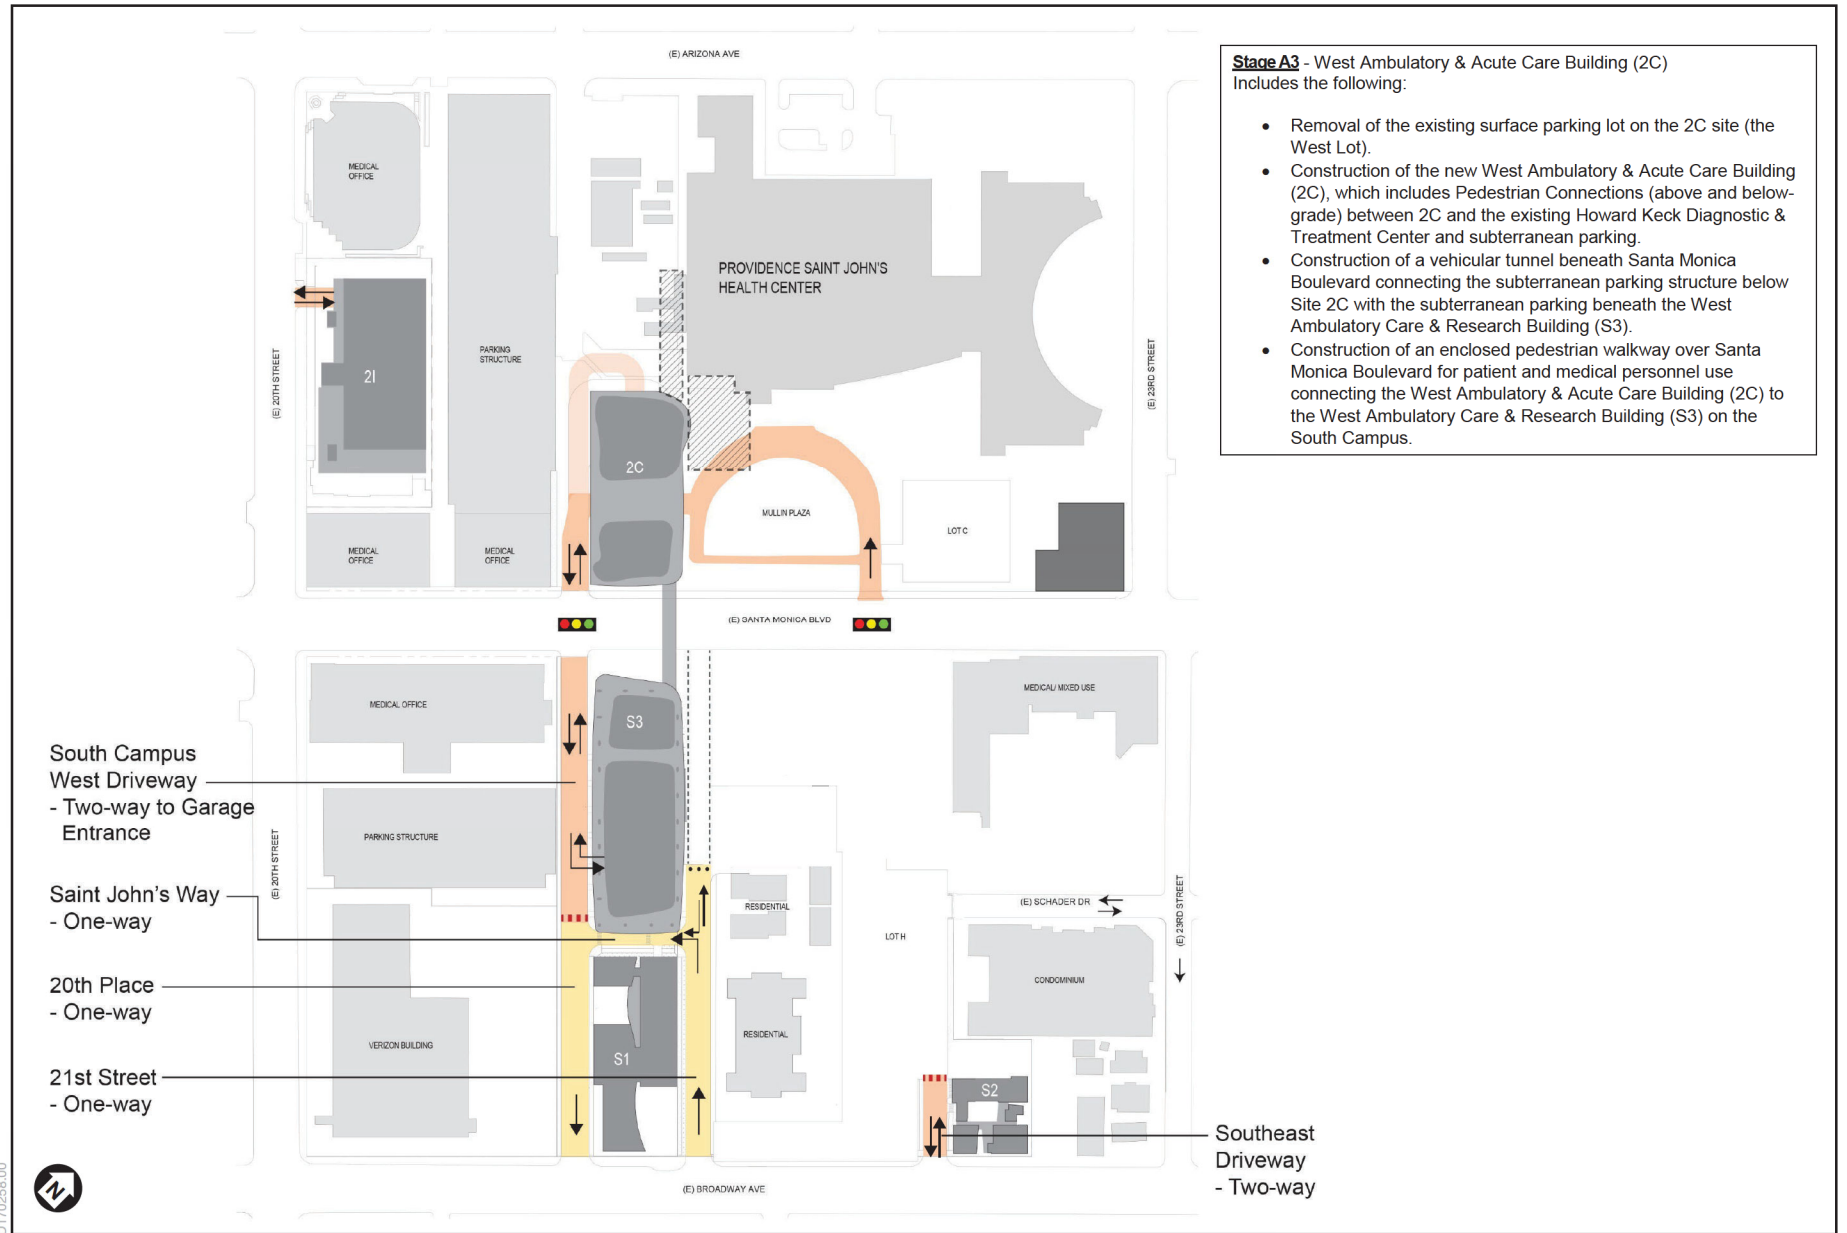 (E) ARIZONA AVE
Stage A3 - West Ambulatory & Acute Care Building (2C)
Includes the following:
• Removal of the existing surface parking lot on the 2C site (the
West Lot).
• Construction of the new West Ambulatory & Acute Care Building
(2C), which includes Pedestrian Connections (above and below-
grade) between 2C and the existing Howard Keck Diagnostic &
Treatment Center and subterranean parking.
• Construction of a vehicular tunnel beneath Santa Monica
Boulevard connecting the subterranean parking structure below
Site 2C with the subterranean parking beneath the West
Ambulatory Care & Research Building (S3).
• Construction of an enclosed pedestrian walkway over Santa
Monica Boulevard for patient and medical personnel use
connecting the West Ambulatory & Acute Care Building (2C) to
the West Ambulatory Care & Research Building (S3) on the
South Campus.
MEDICAL
OFFICE
PROVIDENCE SAINT JOHN'S
HEALTH CENTER
(E) 20TH STREET
2I
PARKING
STRUCTURE
(E) 23RD STREET
2C
MULLIN PLAZA
LOT C
MEDICAL
OFFICE
MEDICAL
OFFICE
(E) SANTA MONICA BLVD
MEDICAL OFFICE
S3
MEDICAL/ MIXED USE
South Campus
West Driveway
- Two-way to Garage
Entrance
(E) 20TH STREET
PARKING STRUCTURE
Saint John's Way
- One-way
RESIDENTIAL
(E) SCHADER DR
(E) 23RD STREET
LOT H
20th Place
- One-way
CONDOMINIUM
VERIZON BUILDING
S1
RESIDENTIAL
21st Street
- One-way
S2
Southeast
Driveway
- Two-way
(E) BROADWAY AVE
N
D170258.00